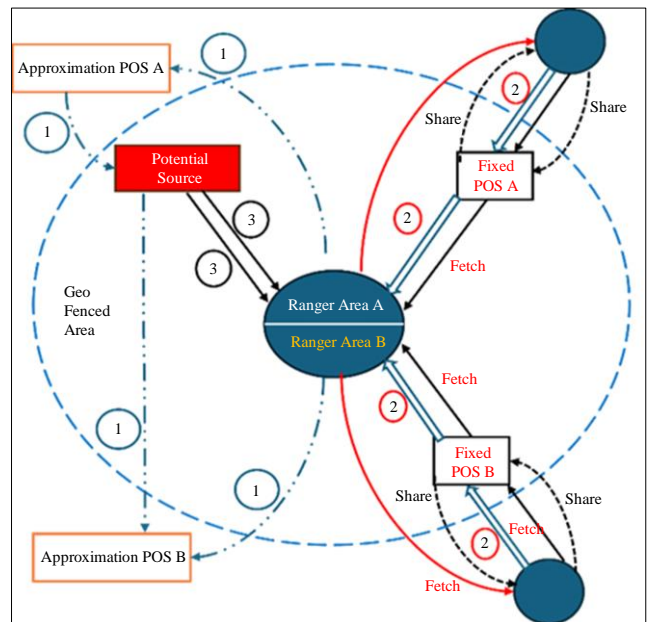 1
Approximation POS A
1
2
Share
Share
Potential
Source
Fixed
POS A
3
2
3
Fetch
Geo
Fenced
Area
Ranger Area A
Ranger Area B
Fetch
2
1
Fixed
POS B
1
Share
Share
Fetch
2
Approximation POS B
Fetch